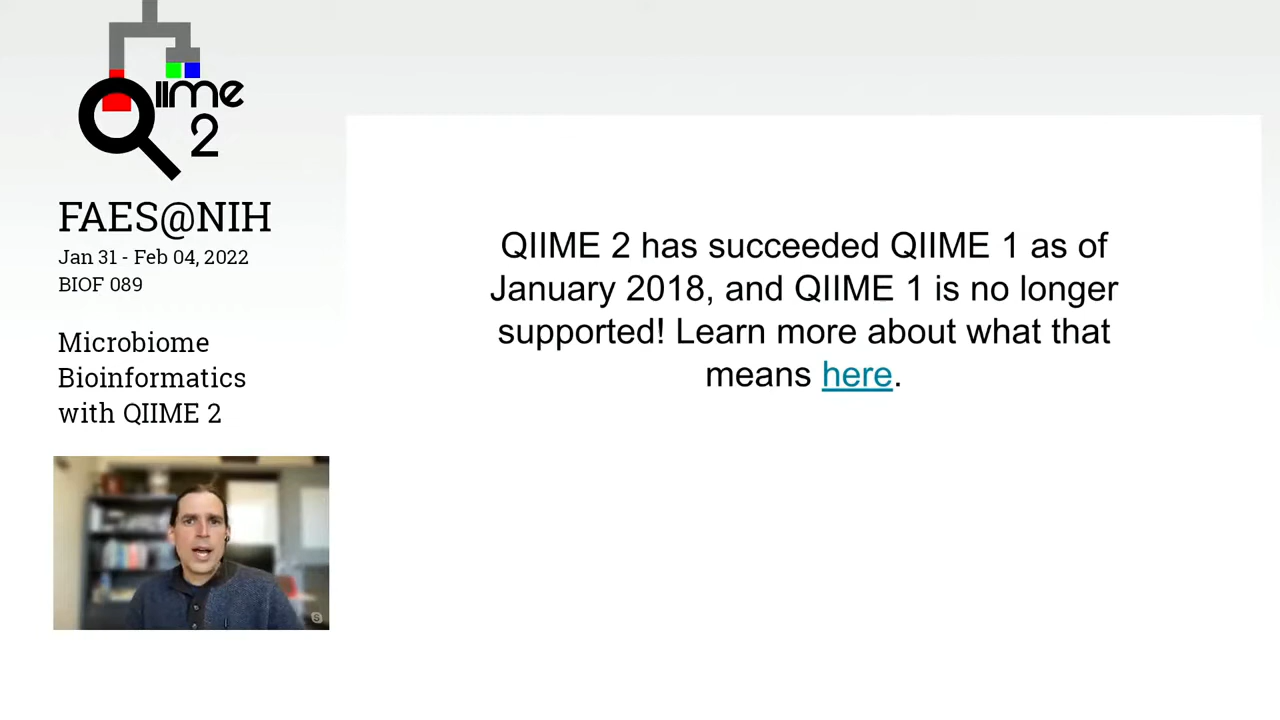 Qiime
2
FAES@NIH
Jan 31 - Feb 04, 2022
BIOF 089
Microbiome
Bioinformatics
with QIIME 2
QIIME 2 has succeeded QIIME 1 as of
January 2018, and QIIME 1 is no longer
supported! Learn more about what that
means here.